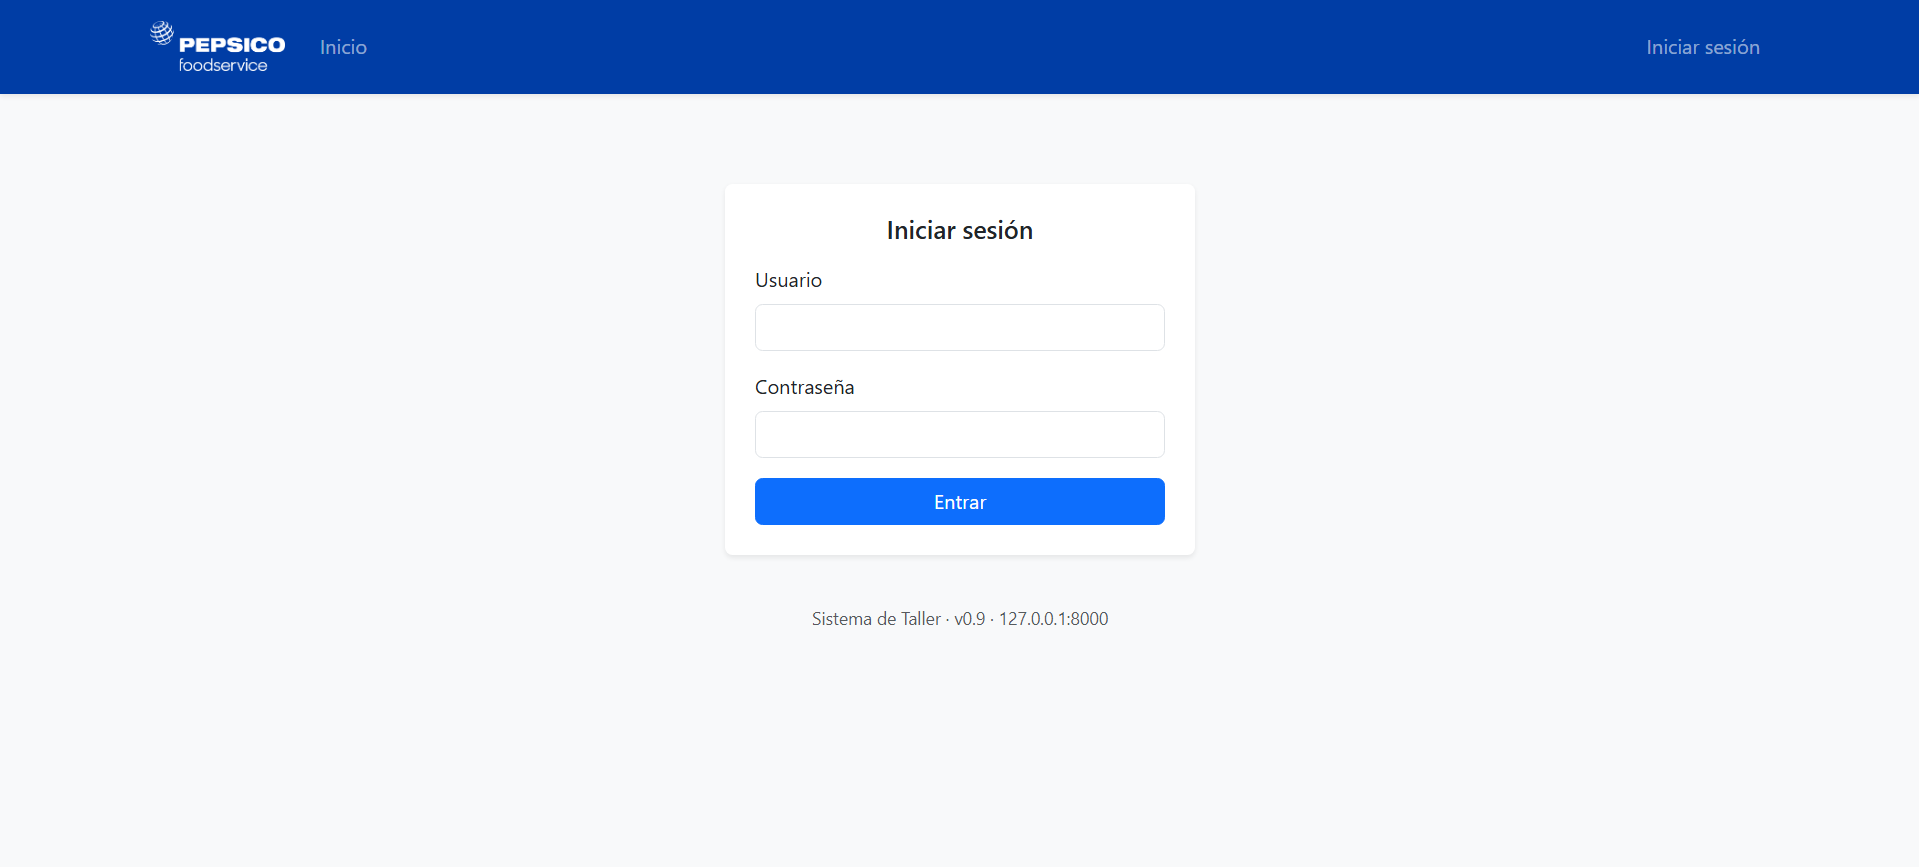 PEPSICO
foodservice
Inicio
Iniciar sesión
Iniciar sesión
Usuario
Contraseña
Entrar
Sistema de Taller · v0.9 · 127.0.0.1:8000